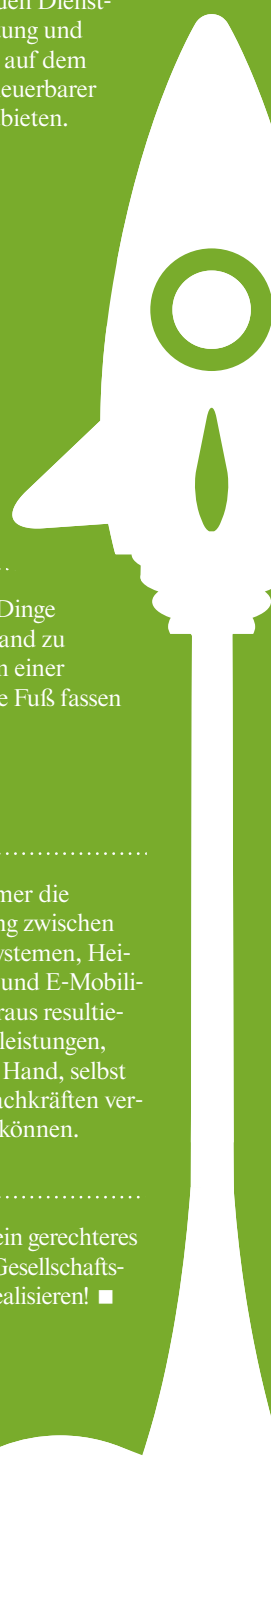 den Dienst-
ung und
auf dem
euerbarer
bieten.
Dinge
and zu
n einer
e Fuß fassen
mer die
ng zwischen
ystemen, Hei-
und E-Mobili-
raus resultie-
leistungen,
Hand, selbst
achkräften ver-
können.
ein gerechteres
Gesellschafts-
ealisieren! ■